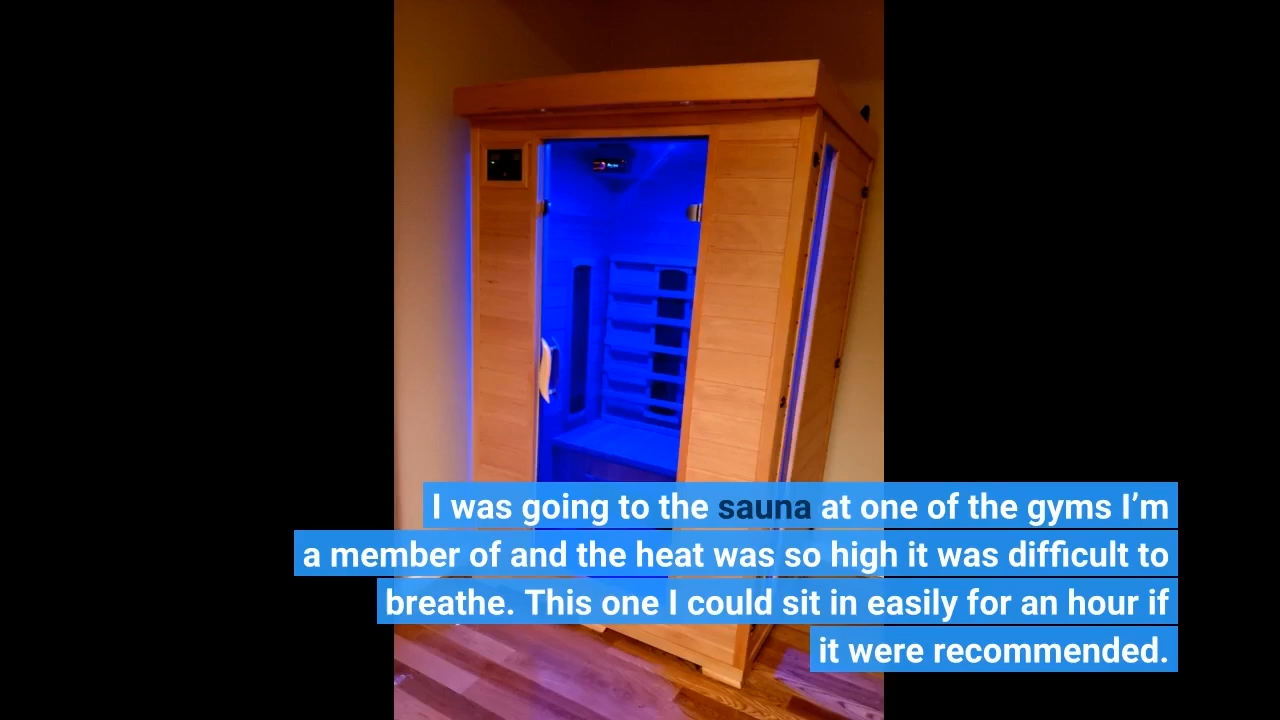 I was going to the sauna at one of the gyms I’m
a member of and the heat was so high it was difficult to
breathe. This one I could sit in easily for an hour if
it were recommended.